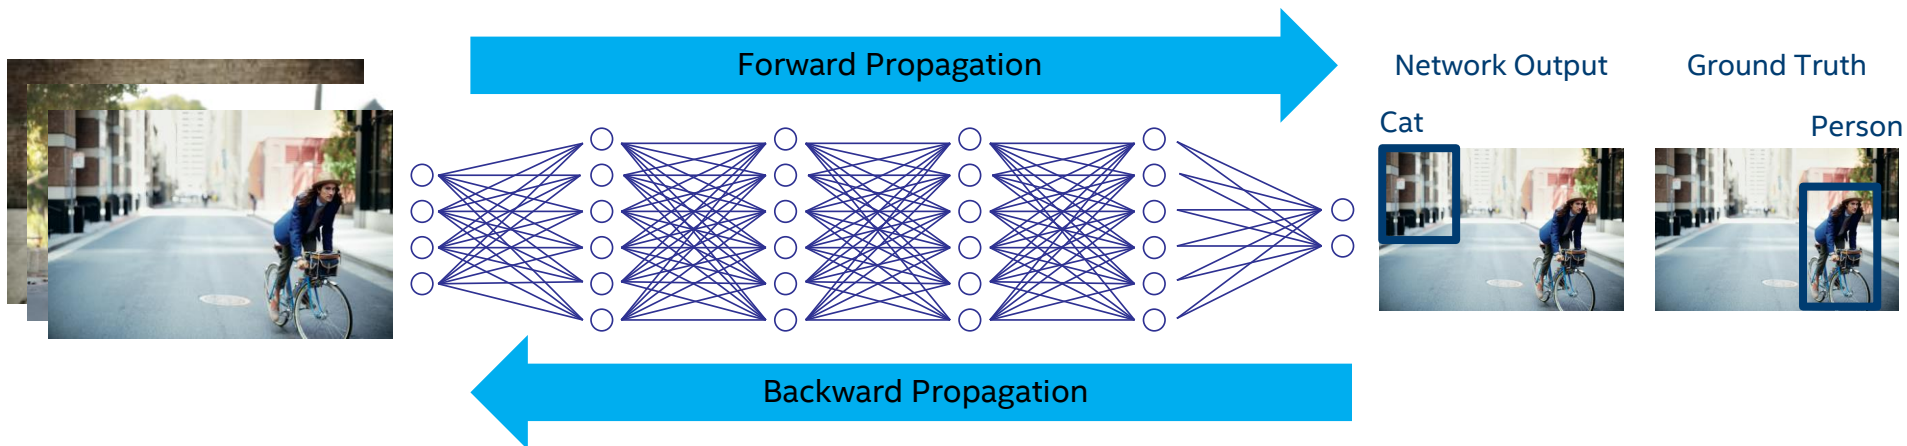 Forward Propagation
Network Output
Ground Truth
Cat
Person
Backward Propagation